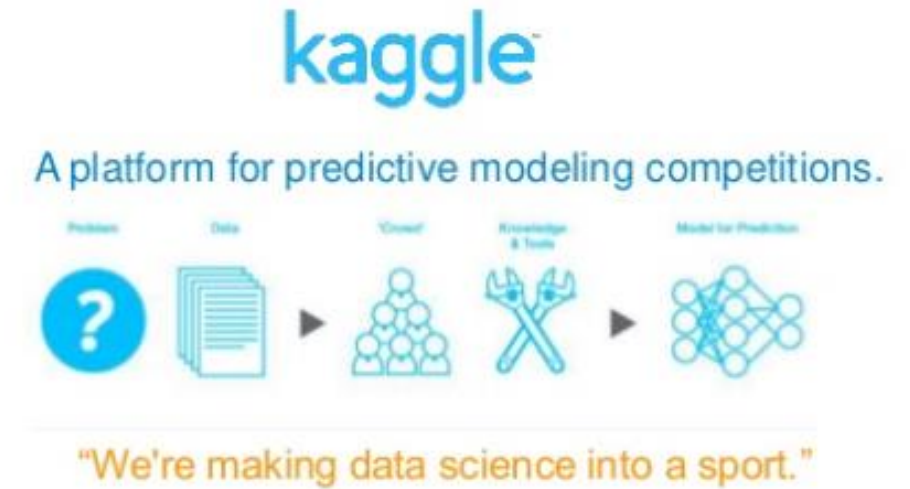 kaggle
A platform for predictive modeling competitions.
Problem Data "Crowd" Knowledge & Tools Model for Prediction
?
"We're making data science into a sport."